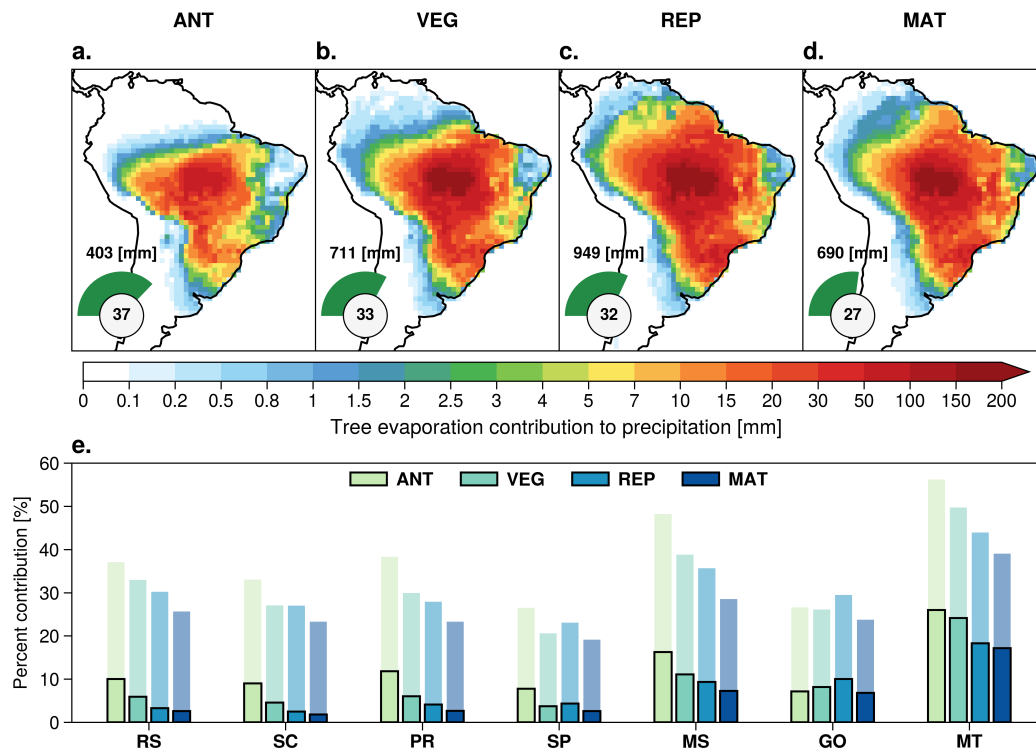 ANT VEG REP MAT
a. b. c. d.
403 [mm] 711 [mm] 949 [mm] 690 [mm]
37 33 32 27
0 0.1 0.2 0.5 0.8 1 1.5 2 2.5 3 4 5 7 10 15 20 30 50 100 150 200
Tree evaporation contribution to precipitation [mm]
e.
ANT VEG REP MAT
Percent contribution [%]
60
50
40
30
20
10
0
RS SC PR SP MS GO MT